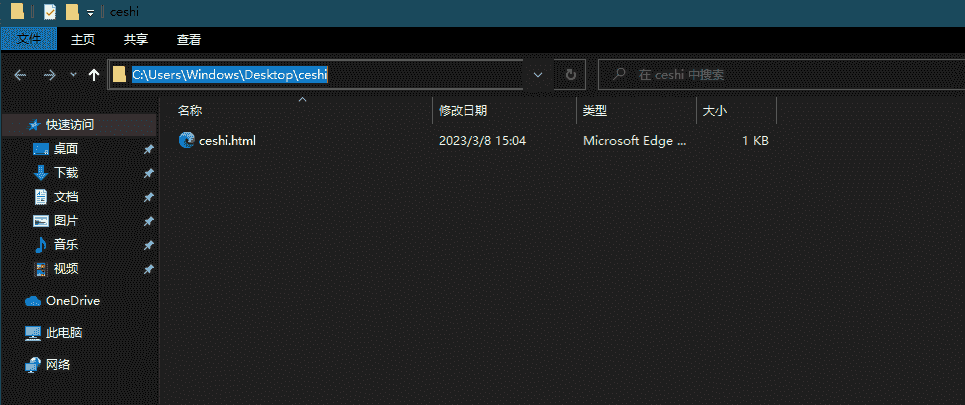 ceshi
文件 主页 共享 查看
C:\Users\Windows\Desktop\ceshi 在 ceshi 中搜索
名称 修改日期 类型 大小
ceshi.html 2023/3/8 15:04 Microsoft Edge ... 1 KB
快速访问
桌面
下载
文档
图片
音乐
视频
OneDrive
此电脑
网络